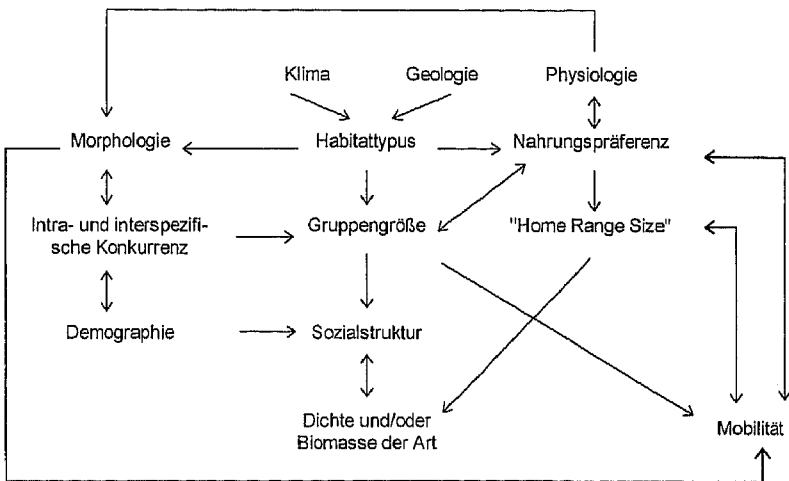 Klima
Geologie
Physiologie
Morphologie
Habitattypus
Nahrungspräferenz
Intra- und interspezifi-
sche Konkurrenz
Gruppengröße
"Home Range Size"
Demographie
Sozialstruktur
Dichte und/oder
Biomasse der Art
Mobilität